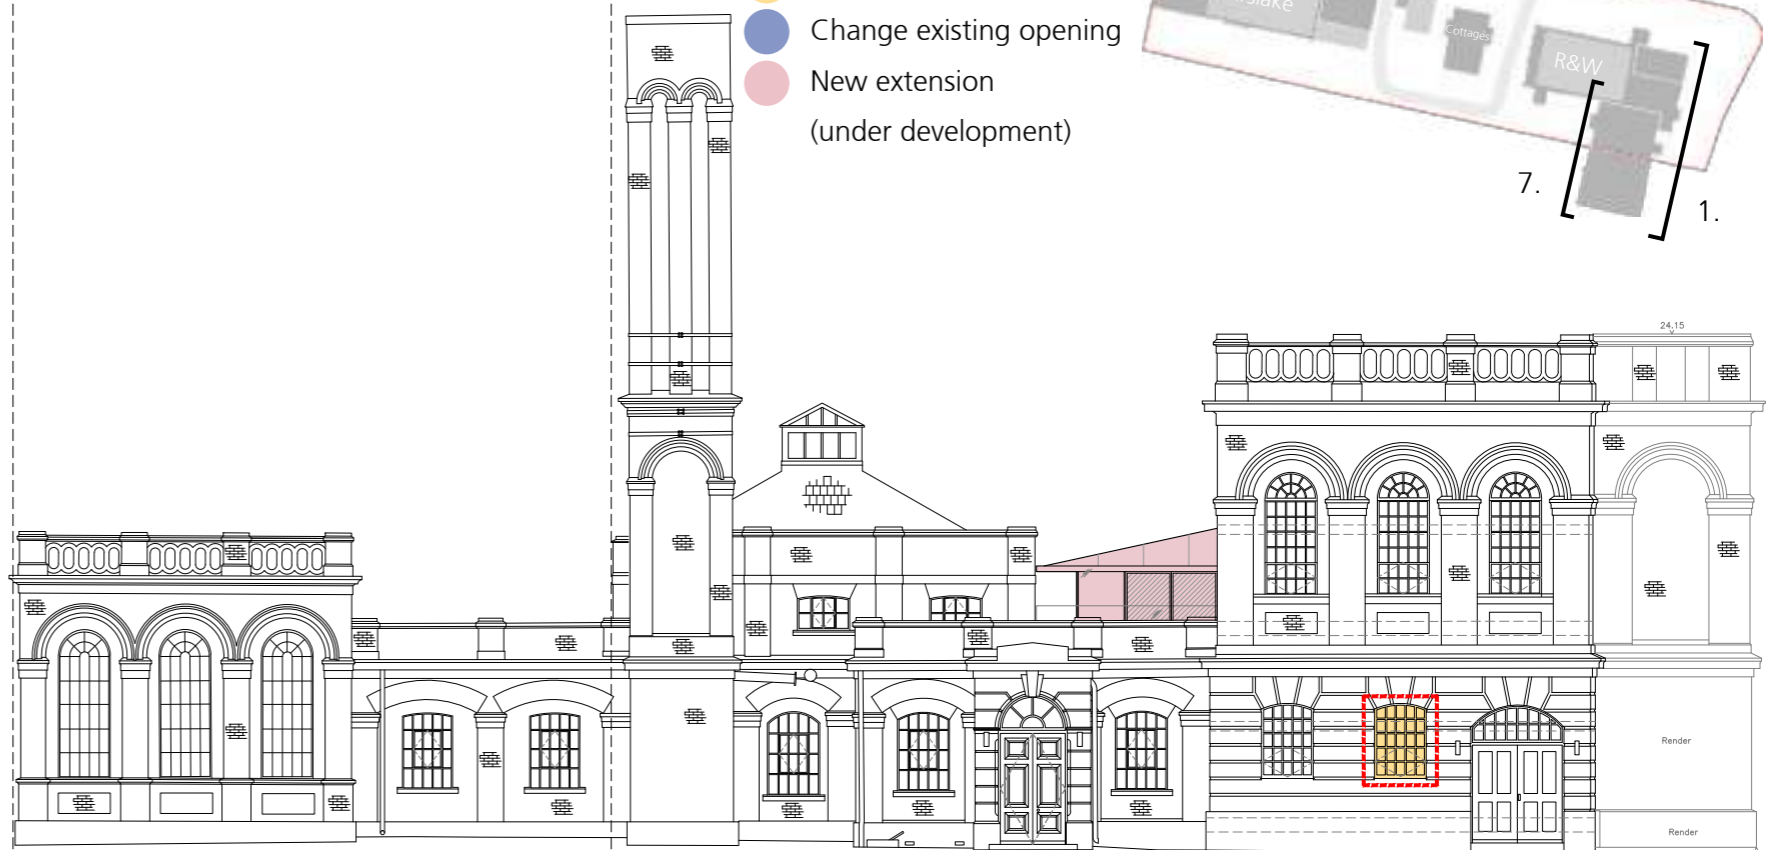 Change existing opening
New extension
(under development)
Cottages
R&W
7.
1.
24.15
Render
Render